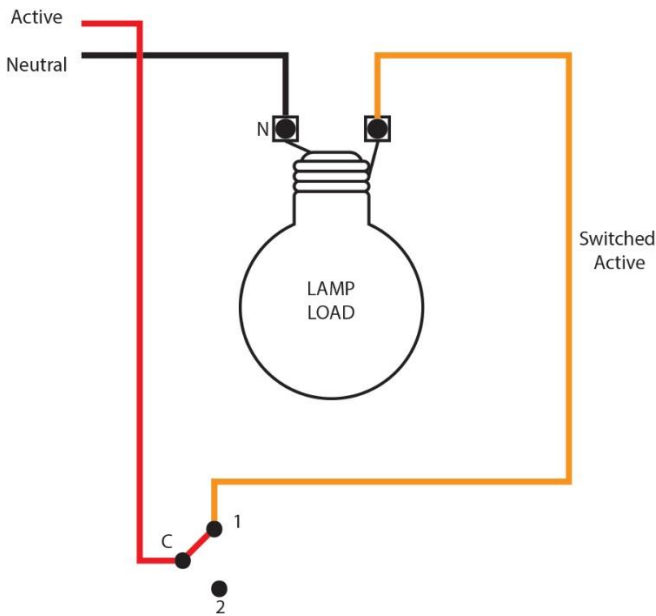 Active
Neutral
N
LAMP
LOAD
Switched
Active
1
C
2